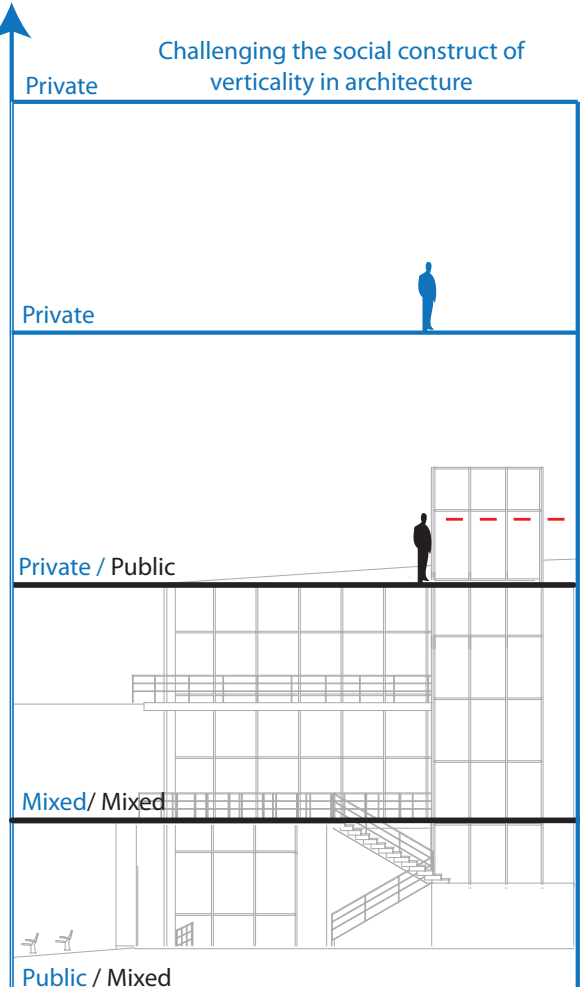 Challenging the social construct of
verticality in architecture
Private
Private
Private / Public
Mixed/ Mixed
Public / Mixed